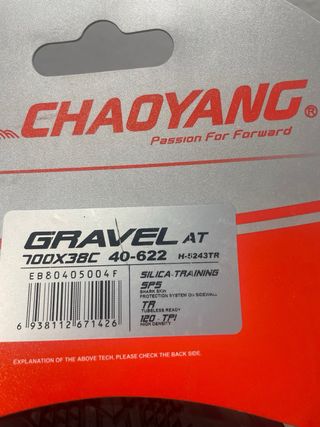 CHAOYANG®
Passion For Forward
GRAVEL AT
700X38C 40-622 H-5243TR
EB80405004F
SILICA-TRAINING
SPS
SHARK SKIN
PROTECTION SYSTEM ON SIDEWALL
TR
TUBELESS READY
120-TPI
HIGH DENSITY
6 938112 671426
EXPLANATION OF THE ABOVE TECH, PLEASE CHECK THE BACK SIDE.